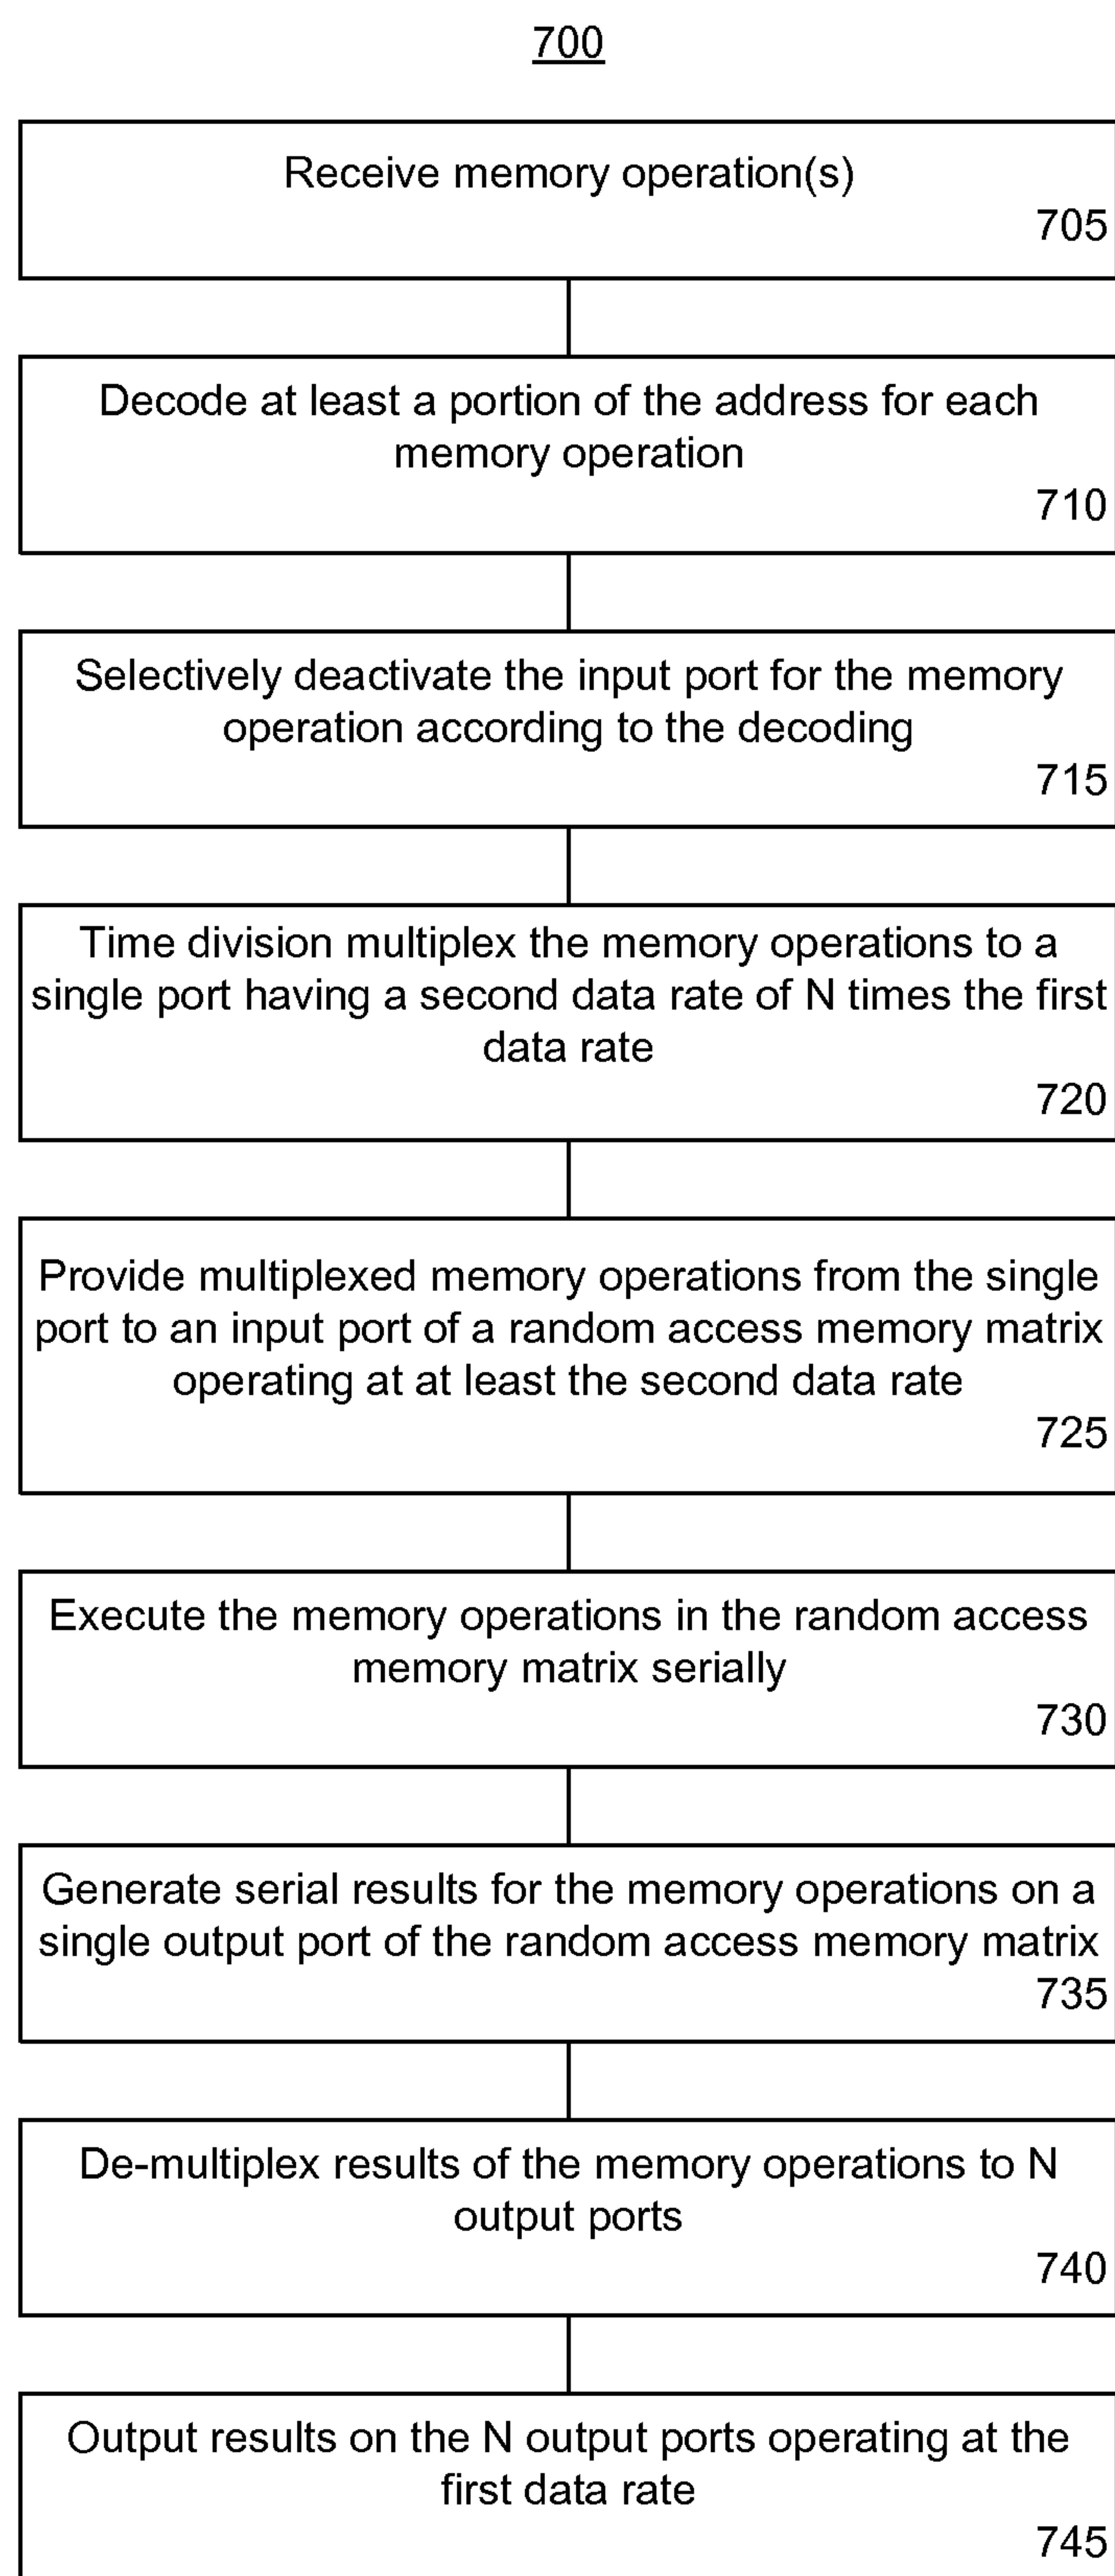 700
Receive memory operation(s)
705
Decode at least a portion of the address for each
memory operation
710
Selectively deactivate the input port for the memory
operation according to the decoding
715
Time division multiplex the memory operations to a
single port having a second data rate of N times the first
data rate
720
Provide multiplexed memory operations from the single
port to an input port of a random access memory matrix
operating at at least the second data rate
725
Execute the memory operations in the random access
memory matrix serially
730
Generate serial results for the memory operations on a
single output port of the random access memory matrix
735
De-multiplex results of the memory operations to N
output ports
740
Output results on the N output ports operating at the
first data rate
745